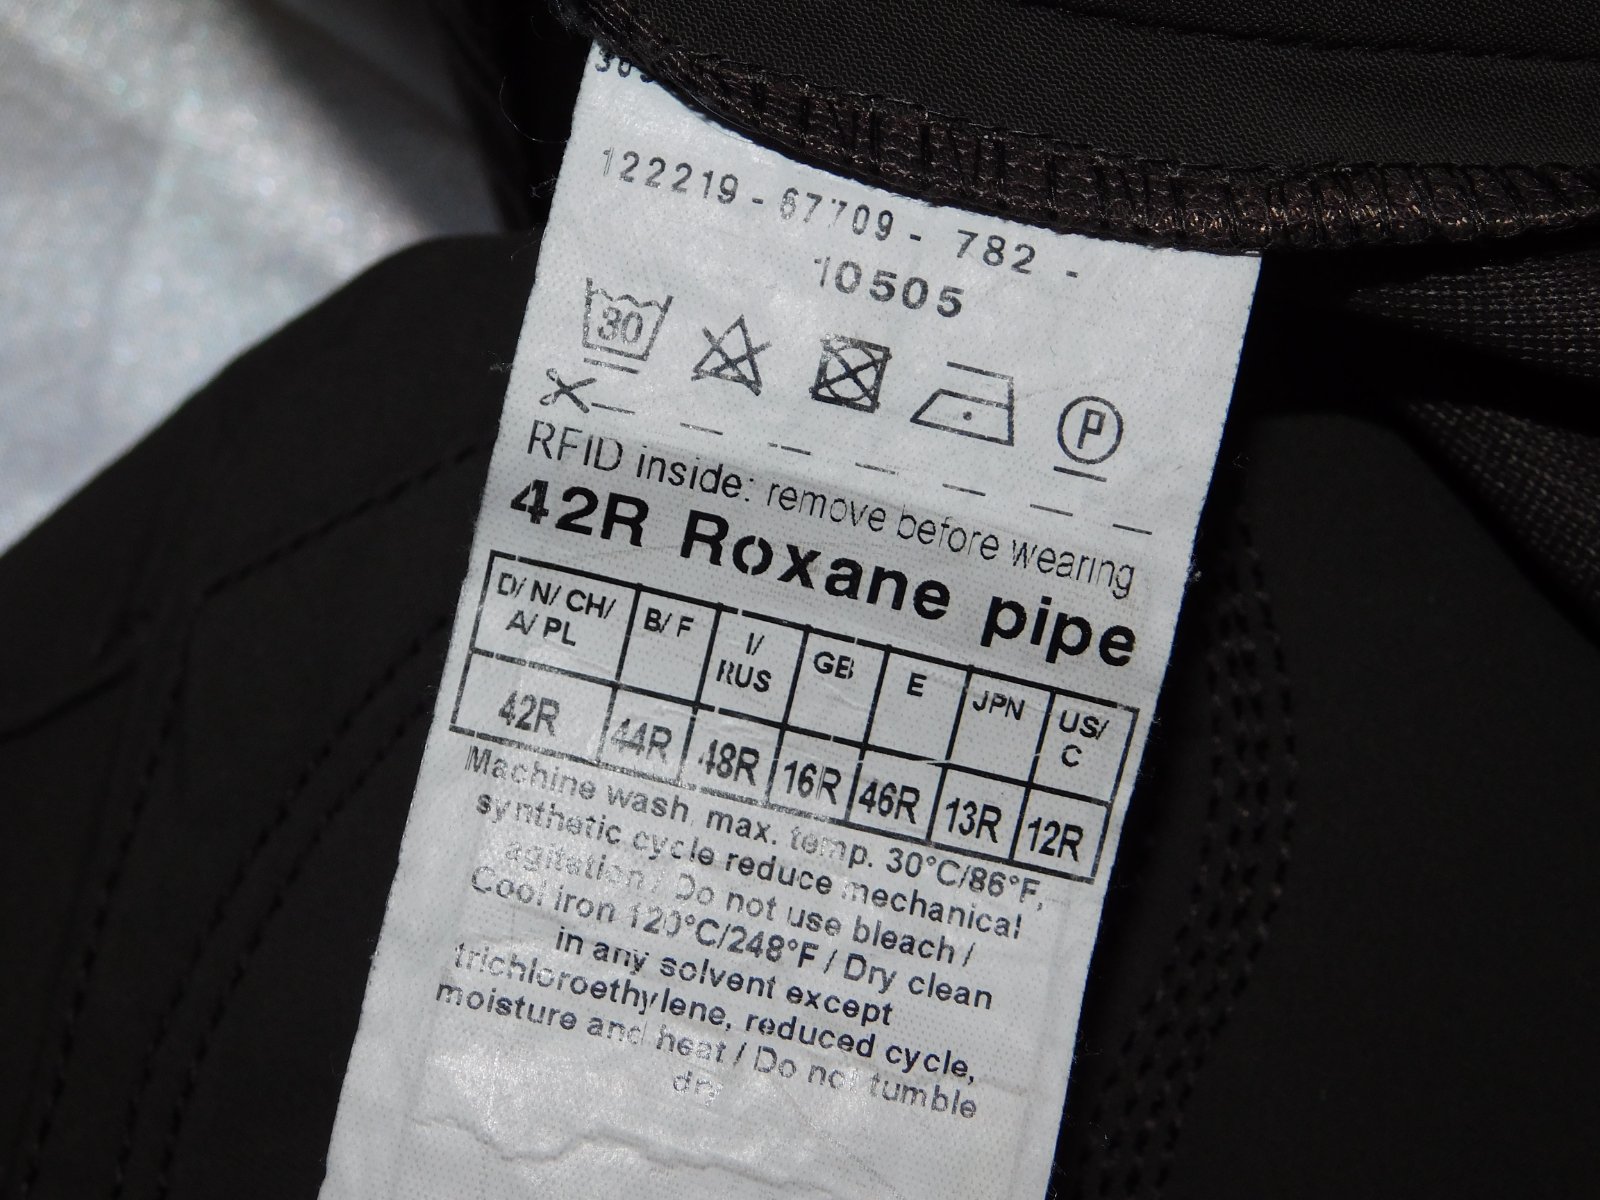 122219 - 67709 - 782 -
10505
30
P
RFID inside: remove before wearing
42R Roxane pipe
D/ N/ CH/ A/ PL B/ F I/ RUS GB E JPN US/ C
42R 44R 48R 16R 46R 13R 12R
Machine wash, max. temp. 30°C/86°F,
synthetic cycle reduce mechanical
agitation / Do not use bleach /
Cool iron 120°C/248°F / Dry clean
in any solvent except
trichloroethylene, reduced cycle,
moisture and heat / Do not tumble
dry